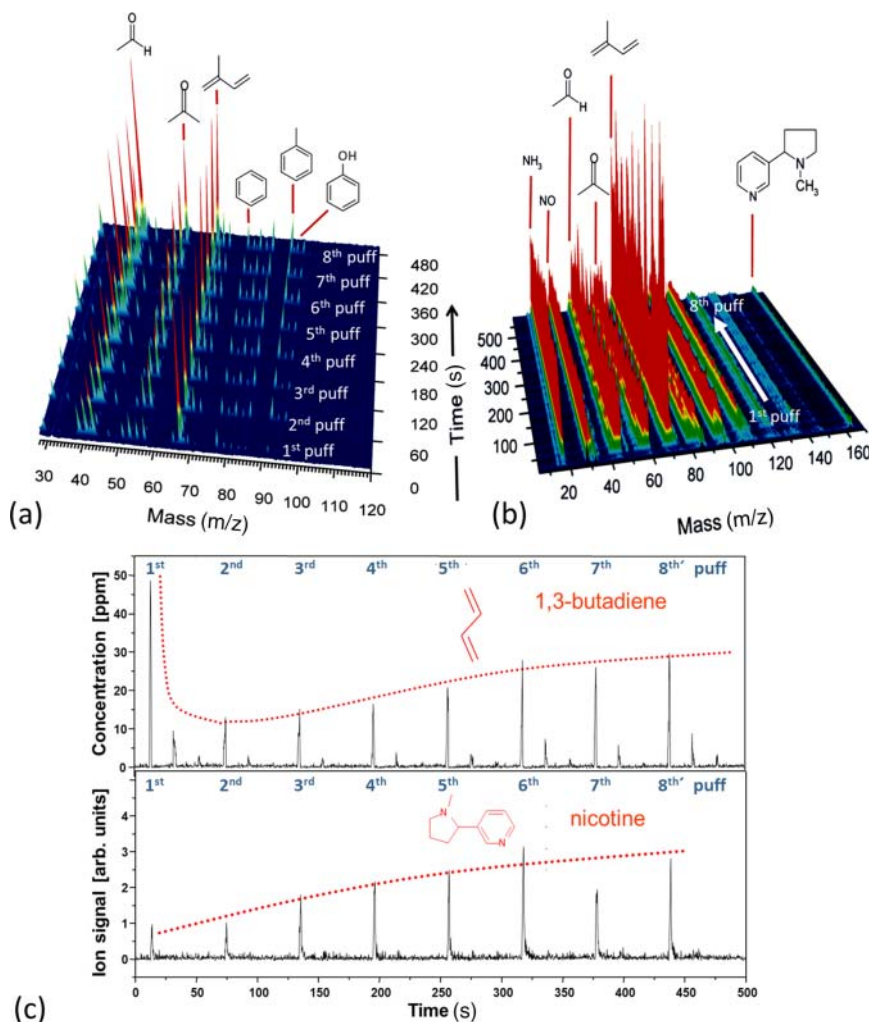 O
H
O
OH
8th puff
7th puff
6th puff
5th puff
4th puff
3rd puff
2nd puff
1st puff
480
420
360
300
240
180
120
60
0
Time (s)
30 40 50 60 70 80 90 100 110 120
Mass (m/z)
(a)
NH3
NO
O
H
O
N
N
CH3
8th puff
1st puff
500
400
300
200
100
20 40 60 80 100 120 140 160
Mass (m/z)
(b)
1st 2nd 3rd 4th 5th 6th 7th 8th' puff
1,3-butadiene
50
40
30
20
10
0
Concentration [ppm]
1st 2nd 3rd 4th 5th 6th 7th 8th' puff
N
N
nicotine
4
3
2
1
0
Ion signal [arb. units]
0 50 100 150 200 250 300 350 400 450 500
Time (s)
(c)